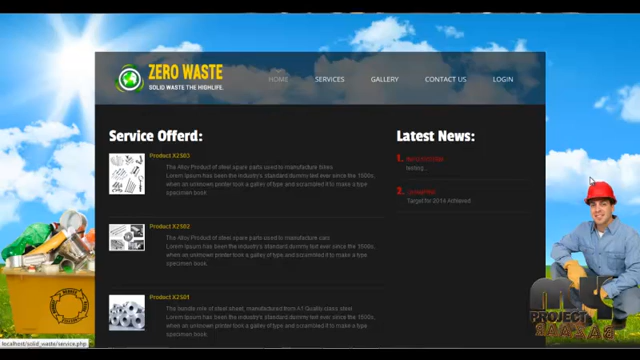 ZERO WASTE
SOLID WASTE THE HIGHLIFE.
HOME
SERVICES
GALLERY
CONTACT US
LOGIN
Service Offerd:
Product X2503
The Alloy Product of steel spare parts used to manufacture bikes
Lorem Ipsum has been the industry's standard dummy text ever since the 1500s,
when an unknown printer took a galley of type and scrambled it to make a type
specimen book.
Product X2502
The Alloy Product of steel spare parts used to manufacture cars
Lorem Ipsum has been the industry's standard dummy text ever since the 1500s,
when an unknown printer took a galley of type and scrambled it to make a type
specimen book.
Product X2501
The bundle role of steel sheet, manufactured from A1 Quality class steel
Lorem Ipsum has been the industry's standard dummy text ever since the 1500s,
when an unknown printer took a galley of type and scrambled it to make a type
Latest News:
1.
testing...
2.
Target for 2014 Achieved
PROJECT
localhost/solid_waste/service.php